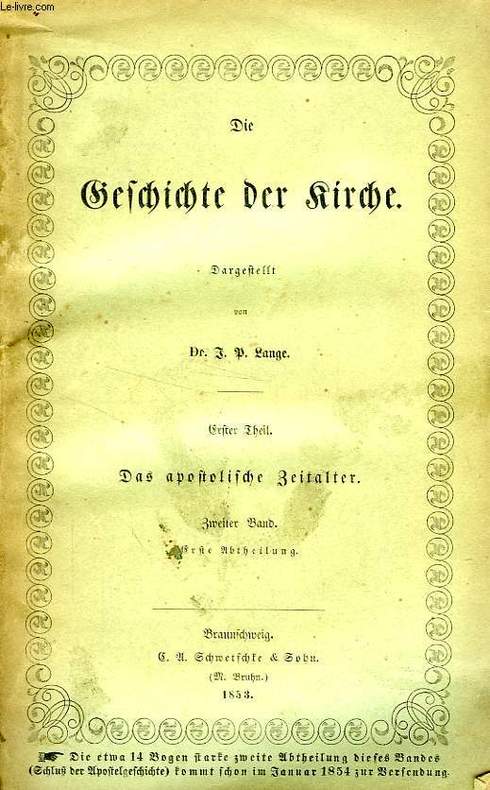 Le-livre.com
Die
Geschichte der Kirche.
Dargestellt
von
Dr. J. P. Lange.
Erster Theil.
Das apostolische Zeitalter.
Zweiter Band.
Erste Abtheilung.
Braunschweig.
C. A. Schwetschke & Sohn.
(M. Bruhn.)
1853.
☛ Die etwa 14 Bogen starke zweite Abtheilung dieses Bandes
(Schluß der Apostelgeschichte) kommt schon im Januar 1854 zur Versendung.